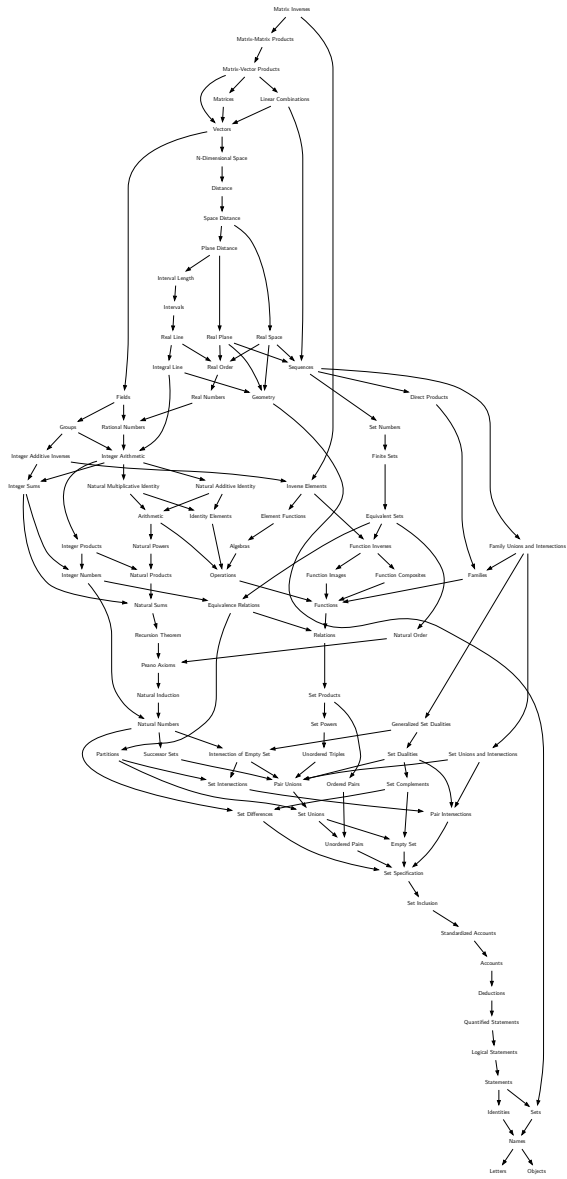 Matrix Inverses
Matrix-Matrix Products
Matrix-Vector Products
Matrices
Linear Combinations
Vectors
N-Dimensional Space
Distance
Space Distance
Plane Distance
Interval Length
Intervals
Real Line
Real Plane
Real Space
Integral Line
Real Order
Sequences
Fields
Real Numbers
Geometry
Direct Products
Groups
Rational Numbers
Set Numbers
Integer Additive Inverses
Integer Arithmetic
Finite Sets
Integer Sums
Natural Multiplicative Identity
Natural Additive Identity
Inverse Elements
Arithmetic
Identity Elements
Element Functions
Equivalent Sets
Integer Products
Natural Powers
Algebras
Function Inverses
Family Unions and Intersections
Integer Numbers
Natural Products
Operations
Function Images
Function Composites
Families
Natural Sums
Equivalence Relations
Functions
Recursion Theorem
Relations
Natural Order
Peano Axioms
Natural Induction
Set Products
Natural Numbers
Set Powers
Generalized Set Dualities
Partitions
Successor Sets
Intersection of Empty Set
Unordered Triples
Set Dualities
Set Unions and Intersections
Set Intersections
Pair Unions
Ordered Pairs
Set Complements
Set Differences
Set Unions
Pair Intersections
Unordered Pairs
Empty Set
Set Specification
Set Inclusion
Standardized Accounts
Accounts
Deductions
Quantified Statements
Logical Statements
Statements
Identities
Sets
Names
Letters
Objects